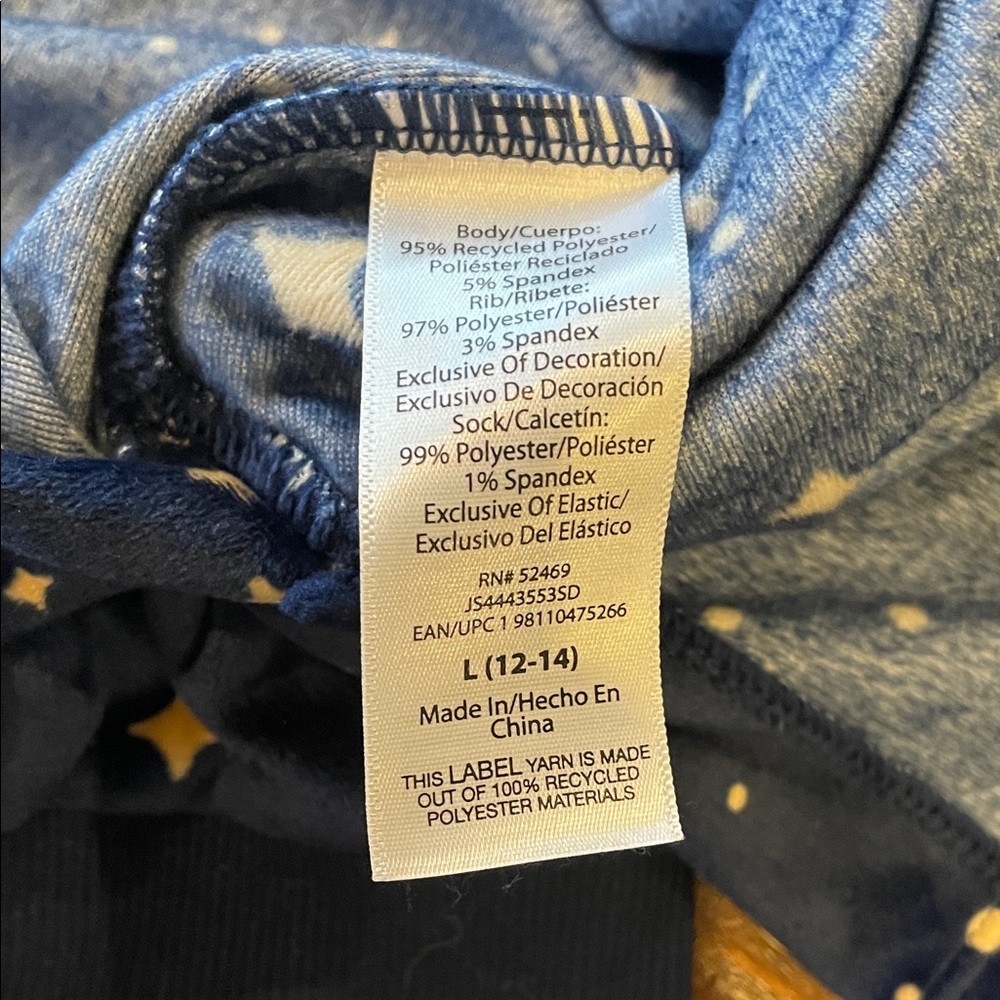 Body/Cuerpo:
95% Recycled Polyester/
Poliéster Reciclado
5% Spandex
Rib/Ribete:
97% Polyester/Poliéster
3% Spandex
Exclusive Of Decoration/
Exclusivo De Decoración
Sock/Calcetín:
99% Polyester/Poliéster
1% Spandex
Exclusive Of Elastic/
Exclusivo Del Elástico
RN# 52469
JS4443553SD
EAN/UPC 1 98110475266
L (12-14)
Made In/Hecho En
China
THIS LABEL YARN IS MADE
OUT OF 100% RECYCLED
POLYESTER MATERIALS